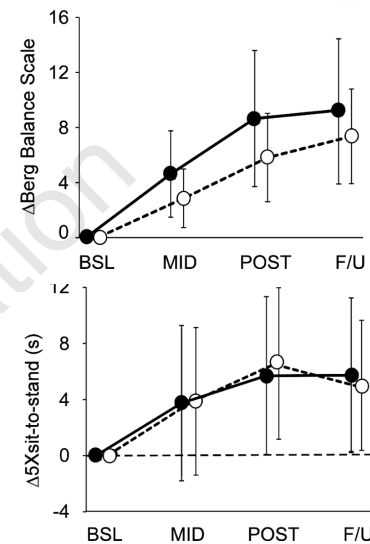 ΔBerg Balance Scale
16
12
8
4
0
BSL MID POST F/U
Δ5Xsit-to-stand (s)
12
8
4
0
-4
BSL MID POST F/U